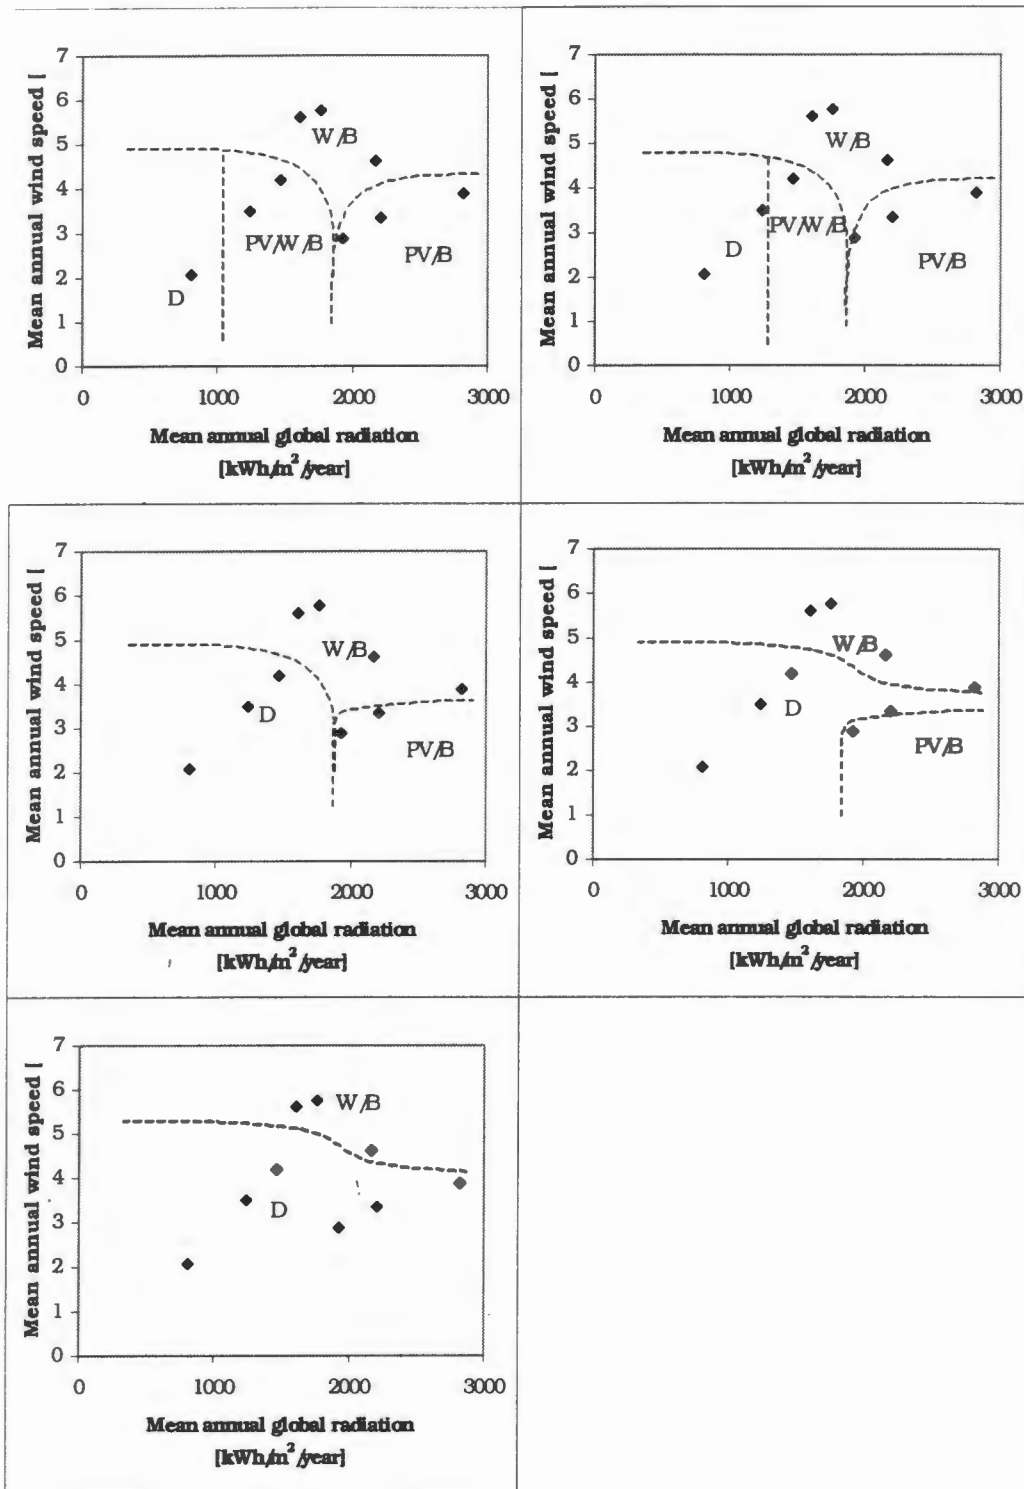 Mean annual wind speed [
7
6
5
4
3
2
1
0
W/B
PV/W/B
PV/B
D
0 1000 2000 3000
Mean annual global radiation
[kWh/m²/year]
Mean annual wind speed [
7
6
5
4
3
2
1
0
W/B
PV/W/B
D
PV/B
0 1000 2000 3000
Mean annual global radiation
[kWh/m²/year]
Mean annual wind speed [
7
6
5
4
3
2
1
0
W/B
D
PV/B
0 1000 2000 3000
Mean annual global radiation
[kWh/m²/year]
Mean annual wind speed [
7
6
5
4
3
2
1
0
W/B
D
PV/B
0 1000 2000 3000
Mean annual global radiation
[kWh/m²/year]
Mean annual wind speed [
7
6
5
4
3
2
1
0
W/B
D
0 1000 2000 3000
Mean annual global radiation
[kWh/m²/year]